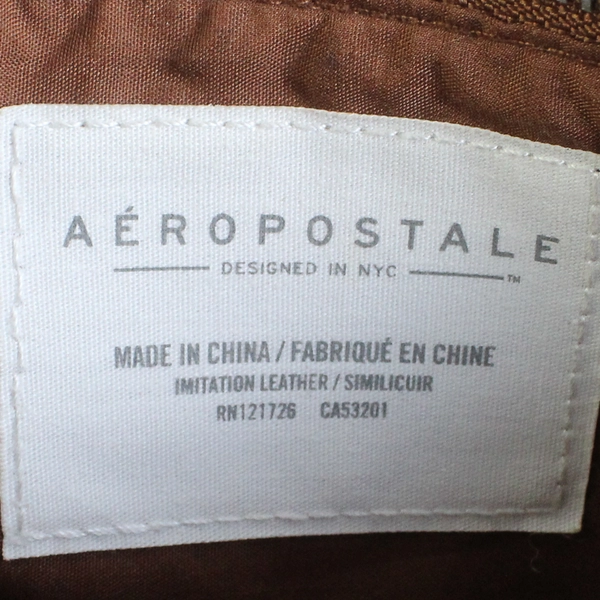 AÉROPOSTALE
DESIGNED IN NYC ™
MADE IN CHINA / FABRIQUÉ EN CHINE
IMITATION LEATHER / SIMILICUIR
RN121726 CA53201